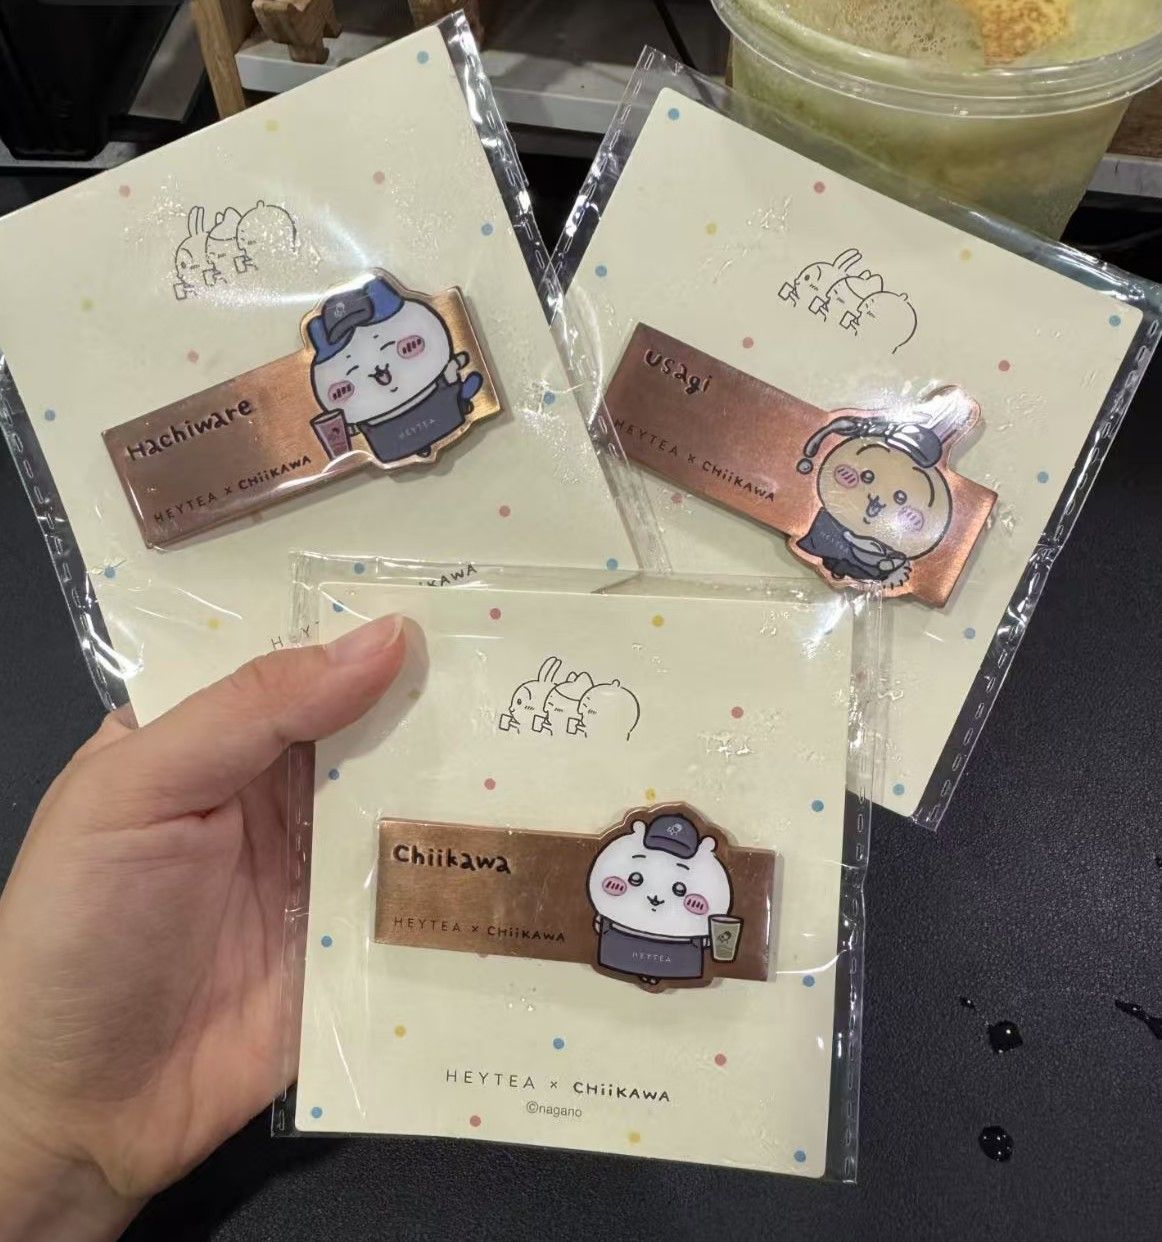 Hachiware
HEYTEA × CHiiKAWA
HEYTEA
usagi
HEYTEA × CHiiKAWA
Chiikawa
HEYTEA × CHiiKAWA
HEYTEA
HEYTEA × CHiiKAWA
©nagano